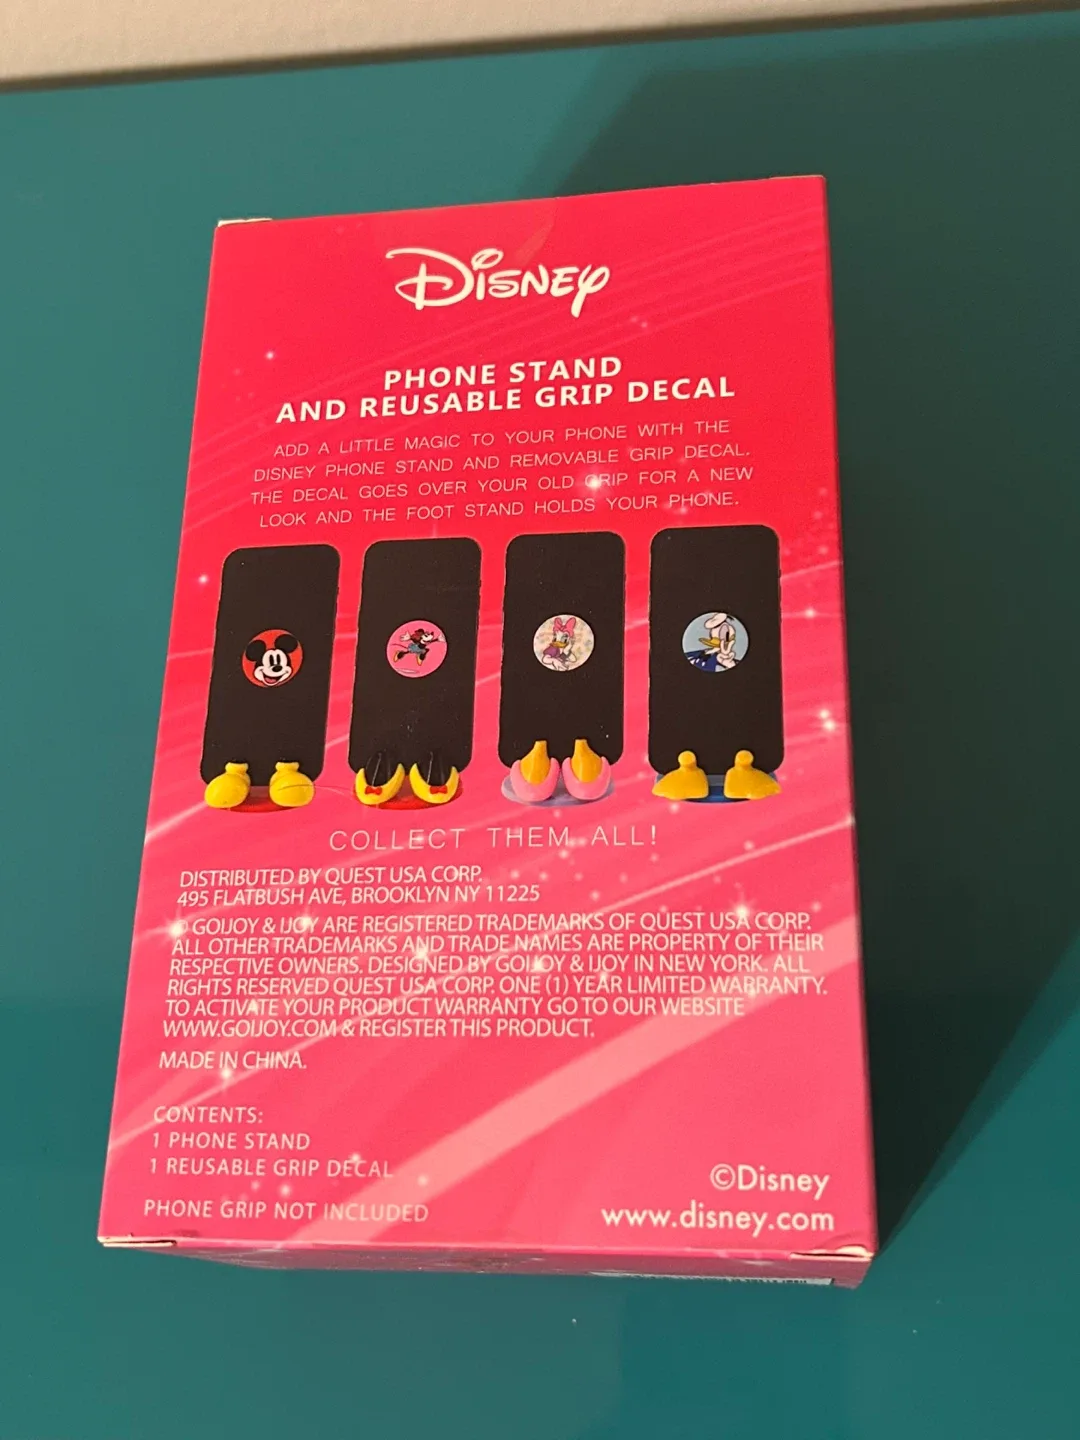 Disney
PHONE STAND
AND REUSABLE GRIP DECAL
ADD A LITTLE MAGIC TO YOUR PHONE WITH THE
DISNEY PHONE STAND AND REMOVABLE GRIP DECAL.
THE DECAL GOES OVER YOUR OLD GRIP FOR A NEW
LOOK AND THE FOOT STAND HOLDS YOUR PHONE.
COLLECT THEM ALL!
DISTRIBUTED BY QUEST USA CORP.
495 FLATBUSH AVE, BROOKLYN NY 11225
© GOIJOY & IJOY ARE REGISTERED TRADEMARKS OF QUEST USA CORP.
ALL OTHER TRADEMARKS AND TRADE NAMES ARE PROPERTY OF THEIR
RESPECTIVE OWNERS. DESIGNED BY GOIJOY & IJOY IN NEW YORK. ALL
RIGHTS RESERVED QUEST USA CORP. ONE (1) YEAR LIMITED WARRANTY.
TO ACTIVATE YOUR PRODUCT WARRANTY GO TO OUR WEBSITE
WWW.GOIJOY.COM & REGISTER THIS PRODUCT.
MADE IN CHINA.
CONTENTS:
1 PHONE STAND
1 REUSABLE GRIP DECAL
PHONE GRIP NOT INCLUDED
©Disney
www.disney.com